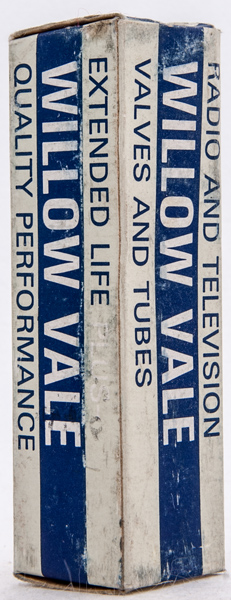 EXTENDED LIFE
WILLOW VALE
QUALITY PERFORMANCE
RADIO AND TELEVISION
WILLOW VALE
VALVES AND TUBES